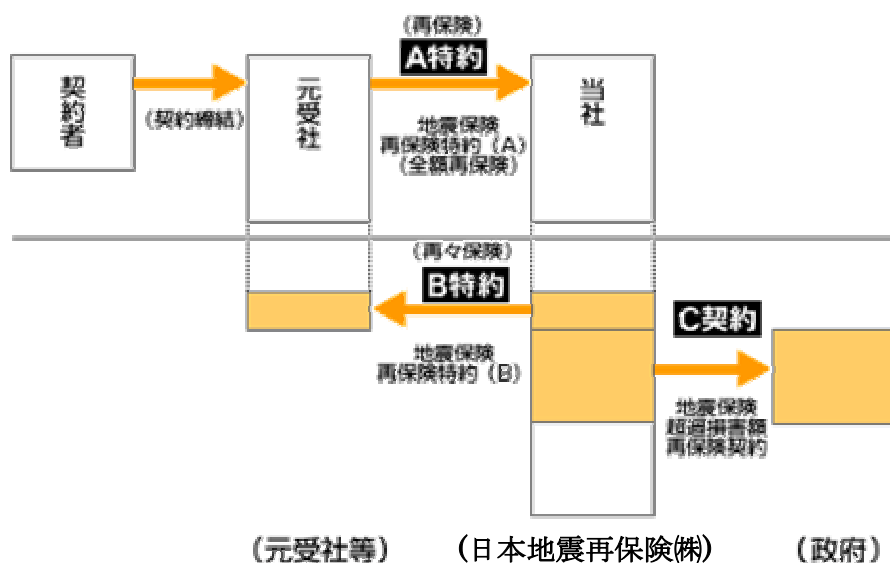 (再保険)
A特約
契約者
(契約締結)
元受社
当社
地震保険
再保険特約(A)
(全額再保険)
(再々保険)
B特約
地震保険
再保険特約(B)
C契約
地震保険
超過損害額
再保険契約
(元受社等)
(日本地震再保険㈱)
(政府)